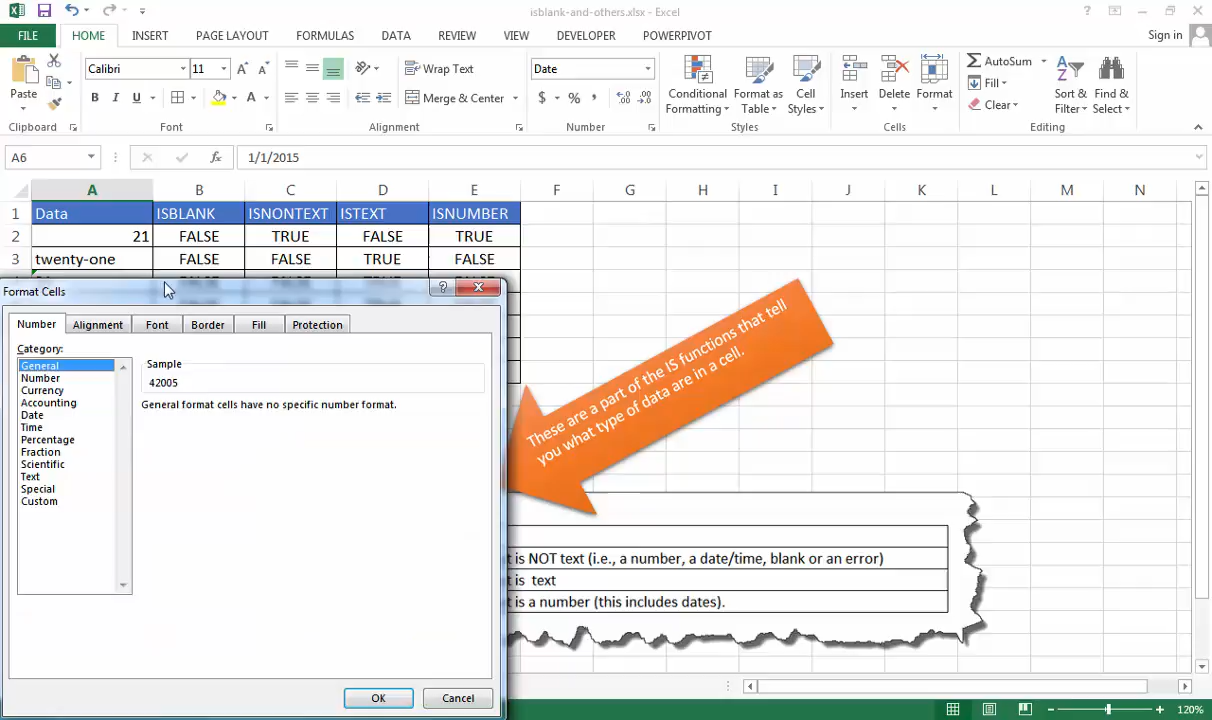 isblank-and-others.xlsx - Excel
FILE HOME INSERT PAGE LAYOUT FORMULAS DATA REVIEW VIEW DEVELOPER POWERPIVOT Sign in
Calibri 11 Wrap Text Date AutoSum
Paste Conditional Formatting Format as Table Cell Styles Insert Delete Format Fill Sort & Filter Find & Select
B I U Merge & Center $ % , Clear
Clipboard Font Alignment Number Styles Cells Editing
A6 fx 1/1/2015
A B C D E F G H I J K L M N
1 Data ISBLANK ISNONTEXT ISTEXT ISNUMBER
2 21 FALSE TRUE FALSE TRUE
3 twenty-one FALSE FALSE TRUE FALSE
Format Cells
Number Alignment Font Border Fill Protection
Category:
General
Number
Currency
Accounting
Date
Time
Percentage
Fraction
Scientific
Text
Special
Custom
Sample
42005
General format cells have no specific number format.
OK Cancel
These are a part of the IS functions that tell
you what type of data are in a cell.
t is NOT text (i.e., a number, a date/time, blank or an error)
t is text
t is a number (this includes dates).
120%